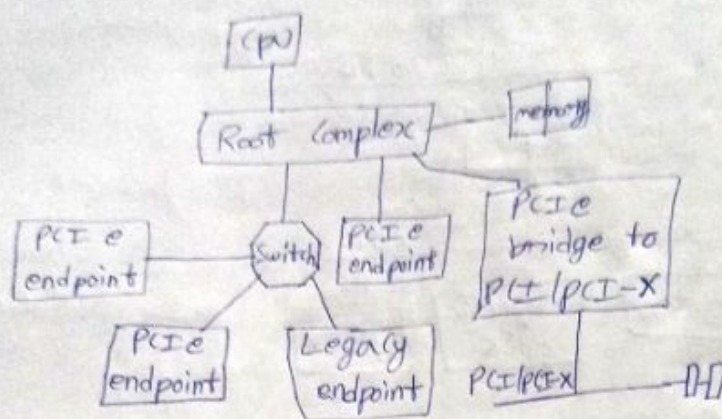 CPU
Root Complex
memory
PCIe
endpoint
Switch
PCIe
endpoint
PCIe
bridge to
PCI/PCI-X
PCIe
endpoint
Legacy
endpoint
PCI/PCI-X